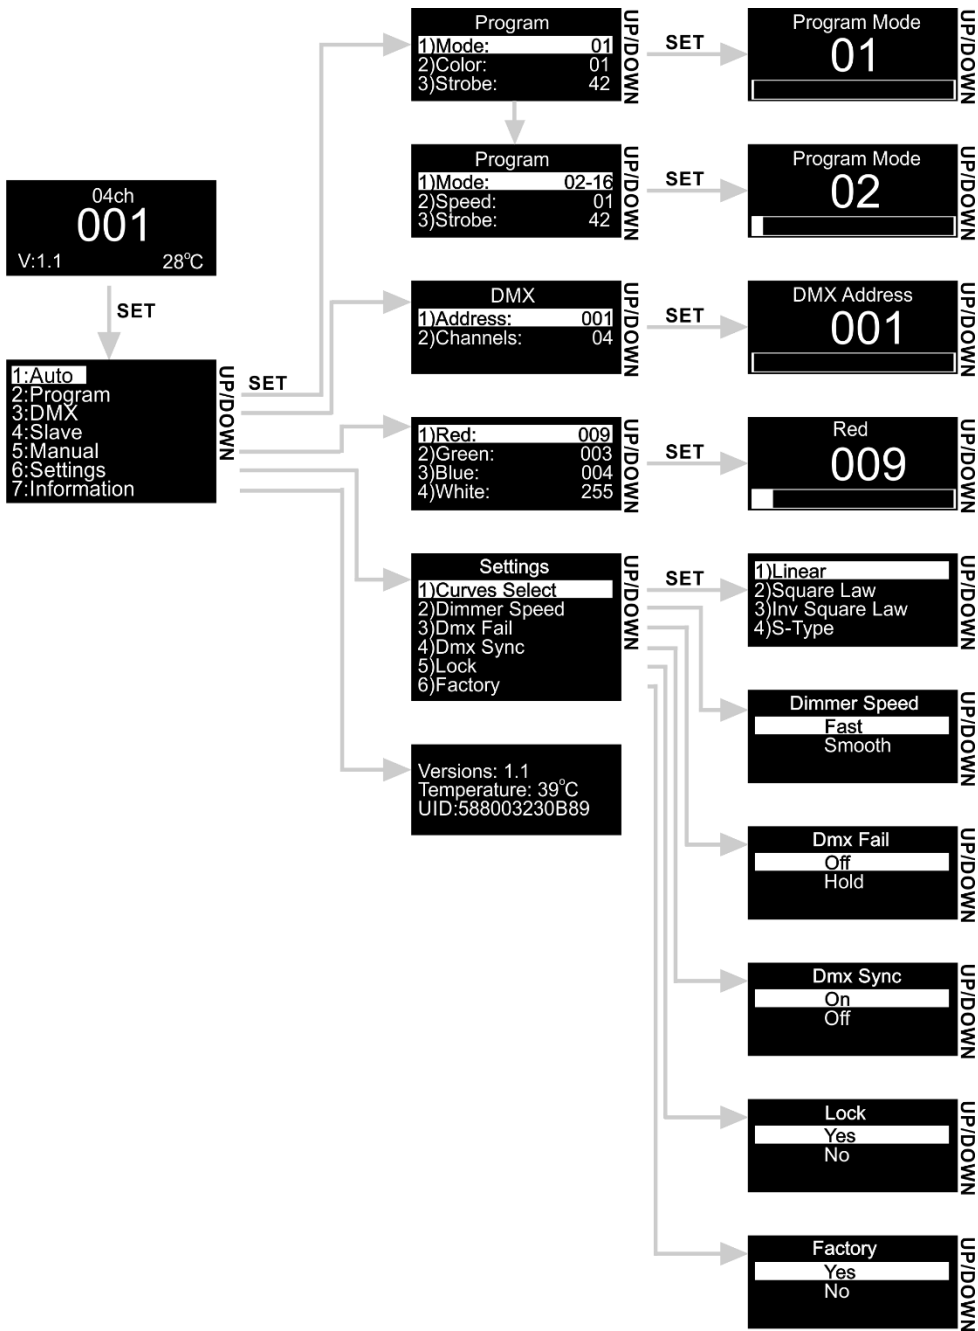 Program
1)Mode: 01
2)Color: 01
3)Strobe: 42
UP/DOWN
SET
Program Mode
01
UP/DOWN
Program
1)Mode: 02-16
2)Speed: 01
3)Strobe: 42
UP/DOWN
SET
Program Mode
02
UP/DOWN
04ch
001
V:1.1 28°C
SET
1:Auto
2:Program
3:DMX
4:Slave
5:Manual
6:Settings
7:Information
UP/DOWN
SET
DMX
1)Address: 001
2)Channels: 04
UP/DOWN
SET
DMX Address
001
UP/DOWN
1)Red: 009
2)Green: 003
3)Blue: 004
4)White: 255
UP/DOWN
SET
Red
009
UP/DOWN
Settings
1)Curves Select
2)Dimmer Speed
3)Dmx Fail
4)Dmx Sync
5)Lock
6)Factory
UP/DOWN
SET
1)Linear
2)Square Law
3)Inv Square Law
4)S-Type
UP/DOWN
Dimmer Speed
Fast
Smooth
UP/DOWN
Versions: 1.1
Temperature: 39°C
UID:588003230B89
Dmx Fail
Off
Hold
UP/DOWN
Dmx Sync
On
Off
UP/DOWN
Lock
Yes
No
UP/DOWN
Factory
Yes
No
UP/DOWN